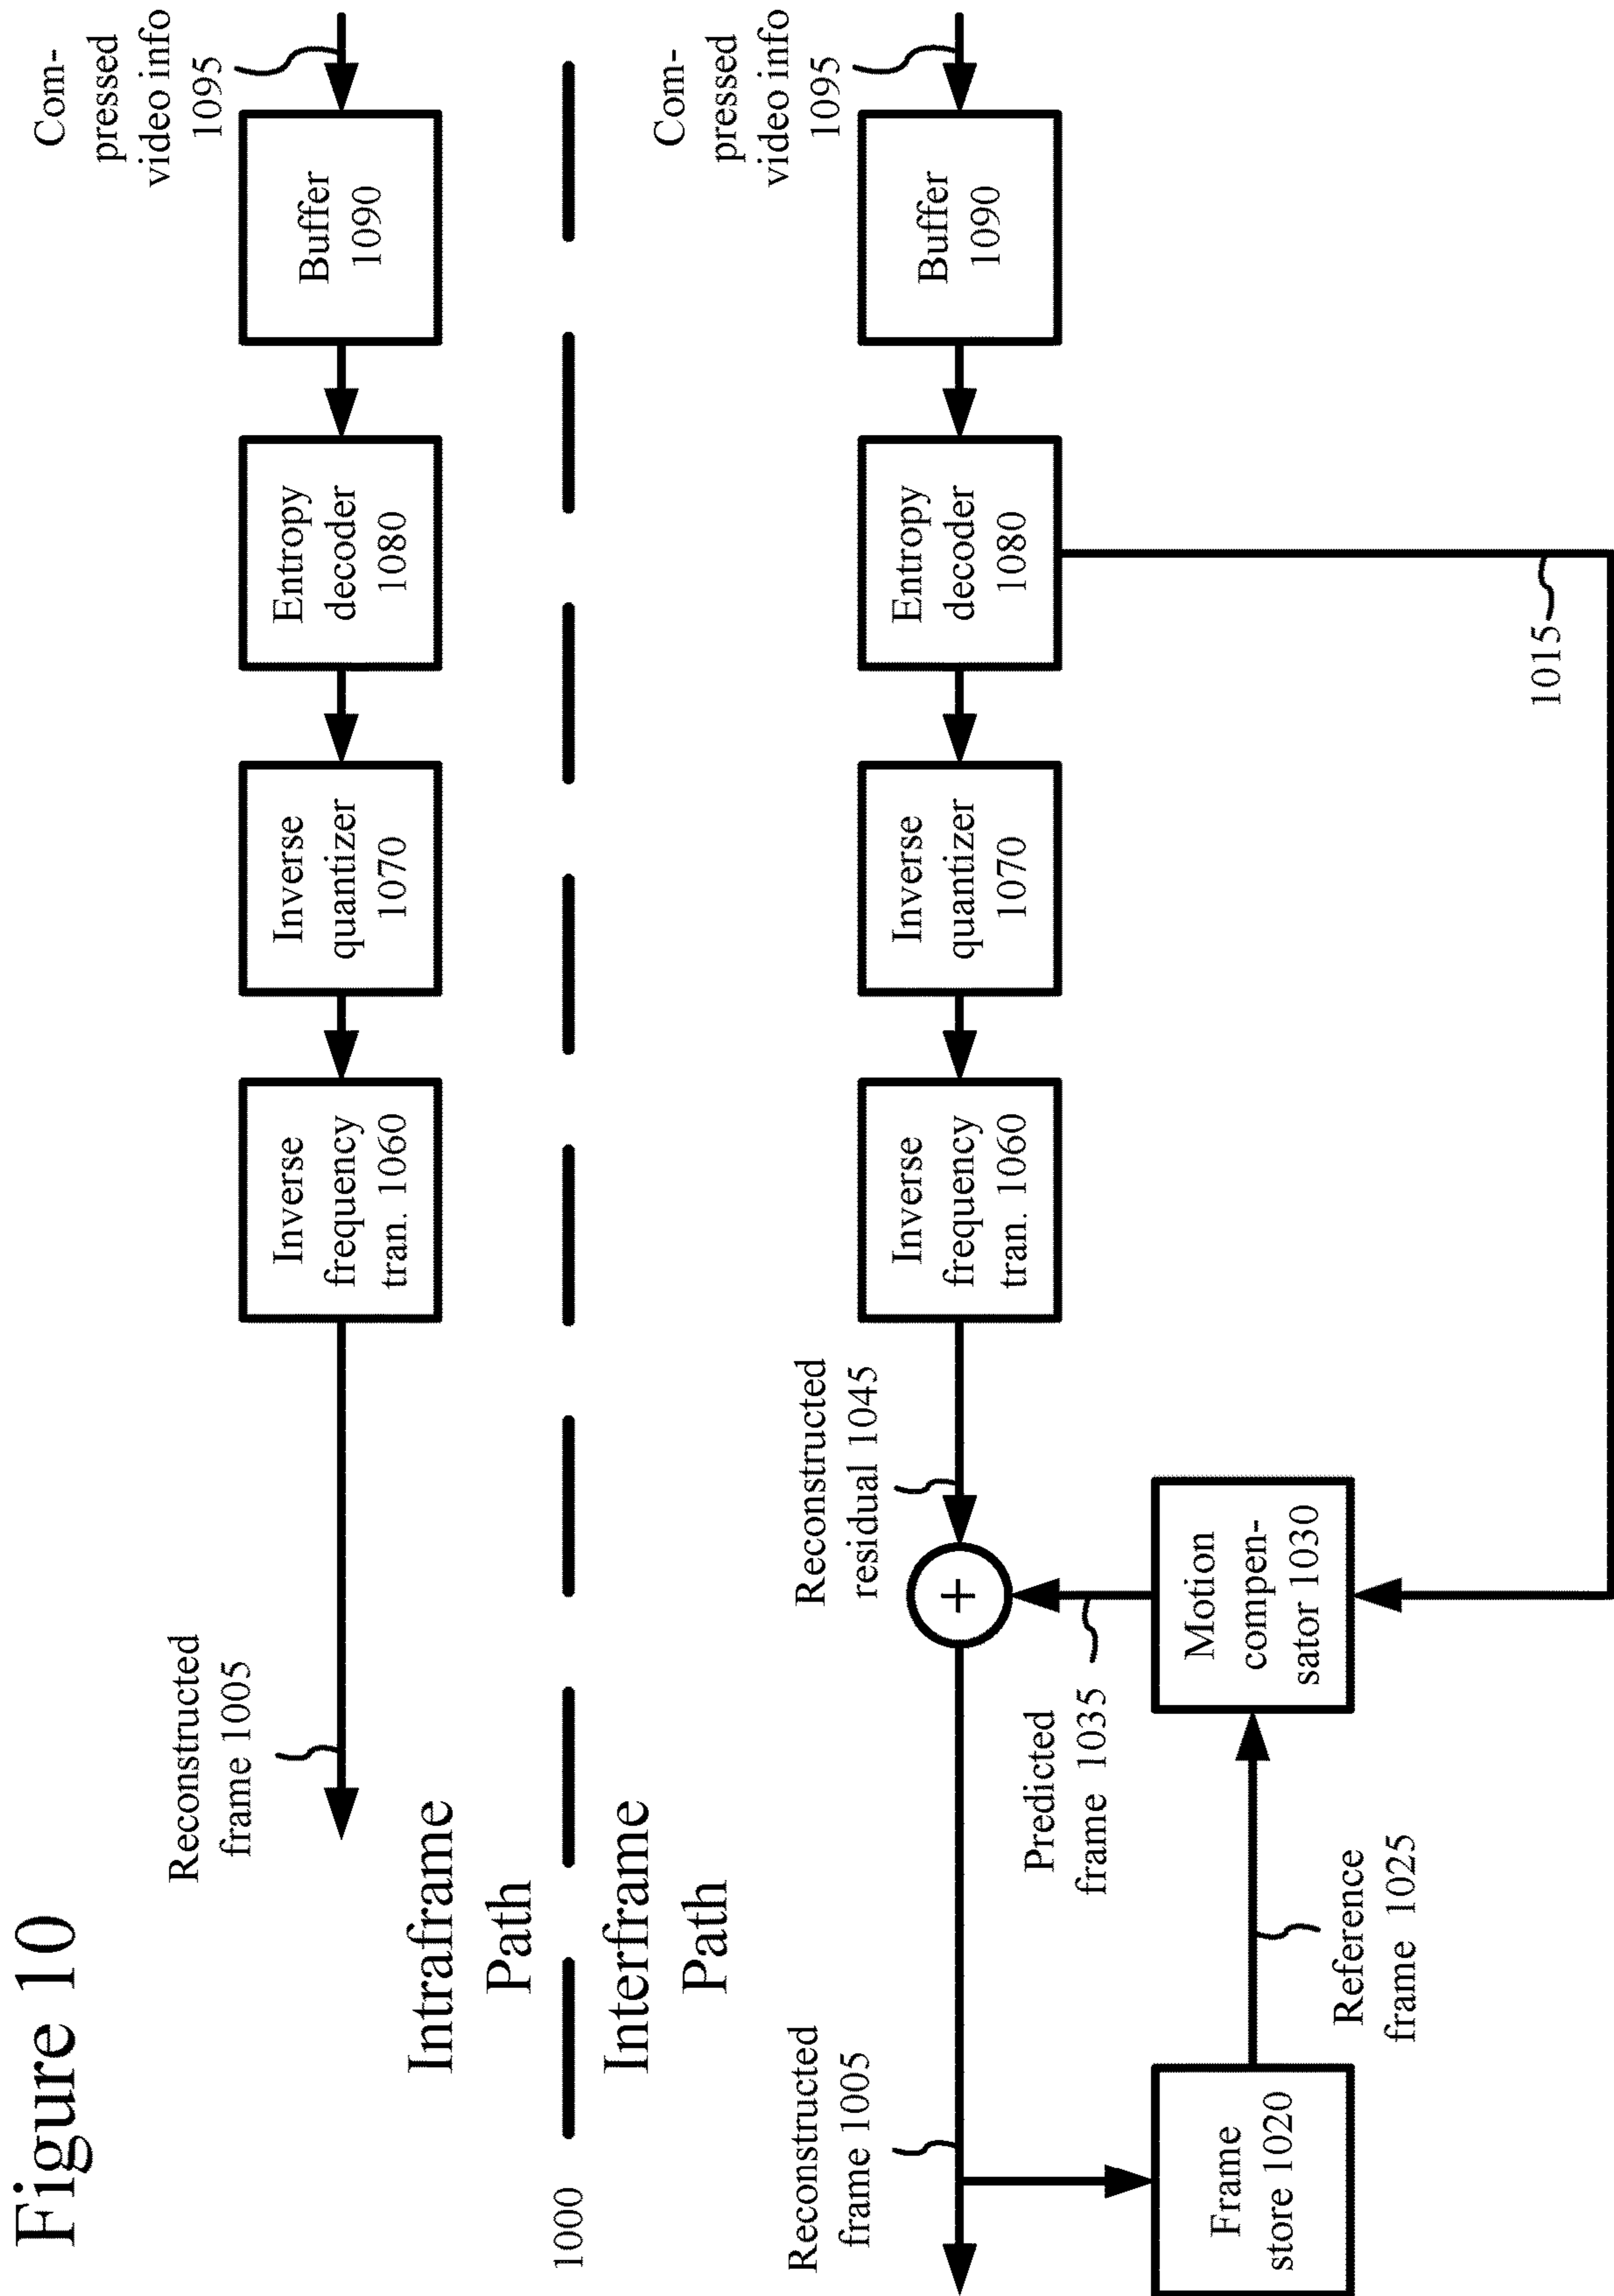 Figure 10
Reconstructed
frame 1005
Inverse
frequency
tran. 1060
Inverse
quantizer
1070
Entropy
decoder
1080
Buffer
1090
Com-
pressed
video info
1095
Intraframe
Path
1000
Interframe
Path
Reconstructed
frame 1005
Reconstructed
residual 1045
+
Inverse
frequency
tran. 1060
Inverse
quantizer
1070
Entropy
decoder
1080
Buffer
1090
Com-
pressed
video info
1095
Predicted
frame 1035
Frame
store 1020
Reference
frame 1025
Motion
compen-
sator 1030
1015